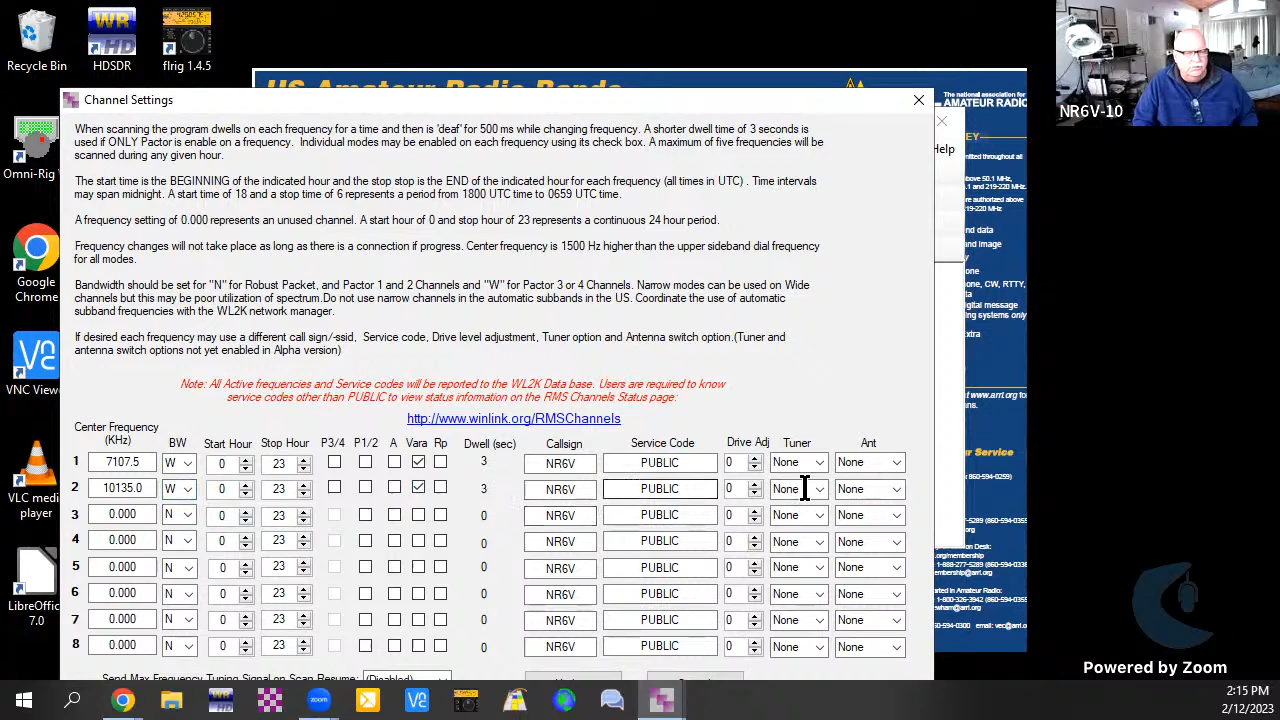 Recycle Bin
HDSDR
flrig 1.4.5
Omni-Rig
Google
Chrome
VNC Viewer
VLC media
player
LibreOffice
7.0
US Amateur Radio Bands
The national association for
AMATEUR RADIO
NR6V-10
Help
Channel Settings
When scanning the program dwells on each frequency for a time and then is 'deaf' for 500 ms while changing frequency. A shorter dwell time of 3 seconds is
used if ONLY Pactor is enable on a frequency. Individual modes may be enabled on each frequency using its check box. A maximum of five frequencies will be
scanned during any given hour.
The start time is the BEGINNING of the indicated hour and the stop stop is the END of the indicated hour for each frequency (all times in UTC) . Time intervals
may span midnight. A start time of 18 and a stop time of 6 represents a period from 1800 UTC time to 0659 UTC time.
A frequency setting of 0.000 represents an unused channel. A start hour of 0 and stop hour of 23 represents a continuous 24 hour period.
Frequency changes will not take place as long as there is a connection if progress. Center frequency is 1500 Hz higher than the upper sideband dial frequency
for all modes.
Bandwidth should be set for "N" for Robust Packet, and Pactor 1 and 2 Channels and "W" for Pactor 3 or 4 Channels. Narrow modes can be used on Wide
channels but this may be poor utilization of spectrum.Do not use narrow channels in the automatic subbands in the US. Coordinate the use of automatic
subband frequencies with the WL2K network manager.
If desired each frequency may use a different call sign/-ssid, Service code, Drive level adjustment, Tuner option and Antenna switch option.(Tuner and
antenna switch options not yet enabled in Alpha version)
Note: All Active frequencies and Service codes will be reported to the WL2K Data base. Users are required to know
service codes other than PUBLIC to view status information on the RMS Channels Status page:
http://www.winlink.org/RMSChannels
Center Frequency
(KHz) BW Start Hour Stop Hour P3/4 P1/2 A Vara Rp Dwell (sec) Callsign Service Code Drive Adj Tuner Ant
1 7107.5 W 0 23 3 NR6V PUBLIC 0 None None
2 10135.0 W 0 23 3 NR6V PUBLIC 0 None None
3 0.000 N 0 23 0 NR6V PUBLIC 0 None None
4 0.000 N 0 23 0 NR6V PUBLIC 0 None None
5 0.000 N 0 23 0 NR6V PUBLIC 0 None None
6 0.000 N 0 23 0 NR6V PUBLIC 0 None None
7 0.000 N 0 23 0 NR6V PUBLIC 0 None None
8 0.000 N 0 23 0 NR6V PUBLIC 0 None None
Send Max Frequency Tuning Signal on Scan Resume: (Disabled)
Powered by Zoom
2:15 PM
2/12/2023